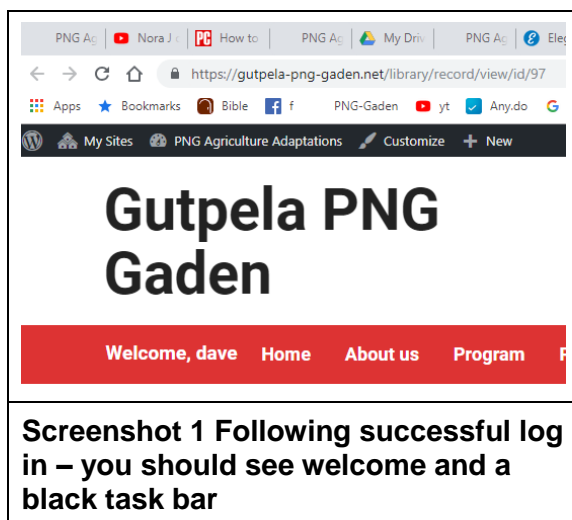 PNG Ag Nora J How to PNG Ag My Driv PNG Ag Eleg
https://gutpela-png-gaden.net/library/record/view/id/97
Apps Bookmarks Bible f PNG-Gaden yt Any.do G
My Sites PNG Agriculture Adaptations Customize + New
Gutpela PNG
Gaden
Welcome, dave Home About us Program
Screenshot 1 Following successful log
in – you should see welcome and a
black task bar